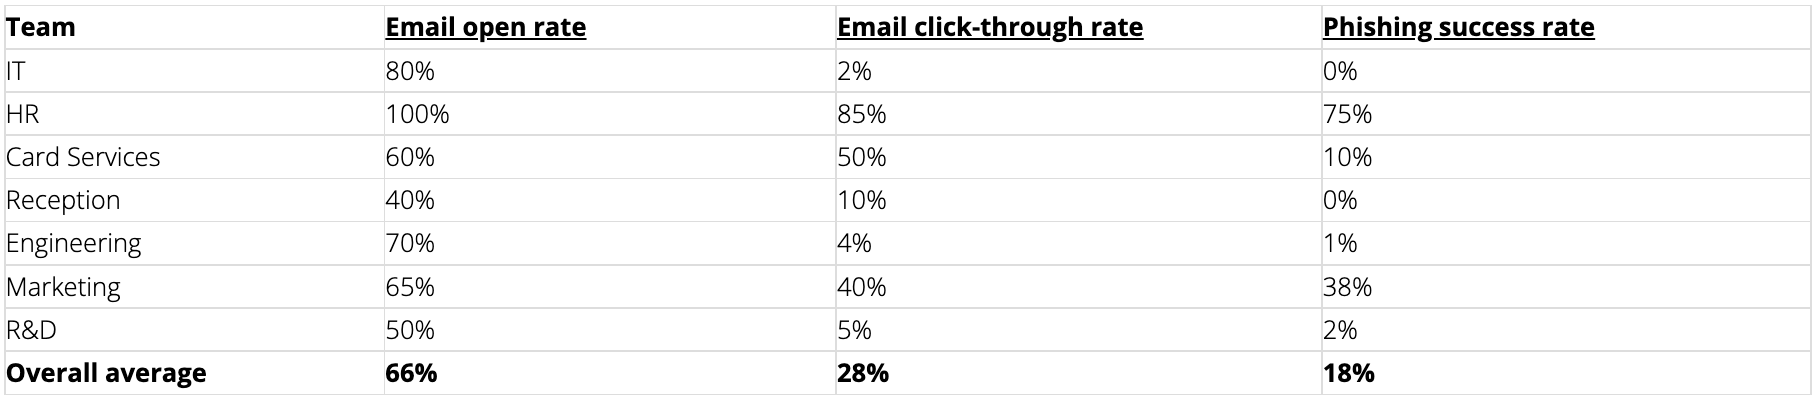 Team Email open rate Email click-through rate Phishing success rate
IT 80% 2% 0%
HR 100% 85% 75%
Card Services 60% 50% 10%
Reception 40% 10% 0%
Engineering 70% 4% 1%
Marketing 65% 40% 38%
R&D 50% 5% 2%
Overall average 66% 28% 18%